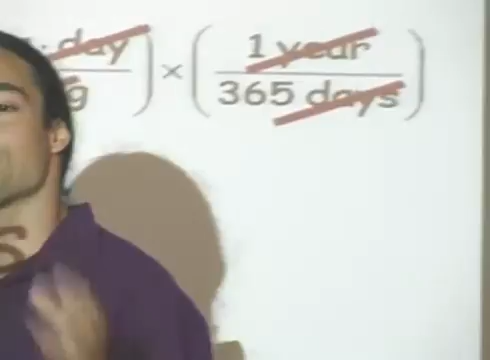 · day ) × ( 1 year
g 365 days )